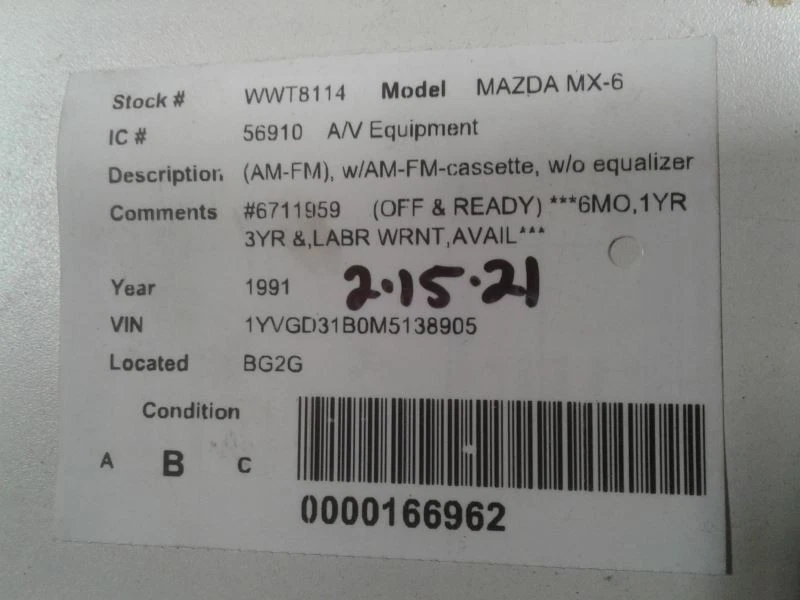 Stock # WWT8114 Model MAZDA MX-6
IC # 56910 A/V Equipment
Description (AM-FM), w/AM-FM-cassette, w/o equalizer
Comments #6711959 (OFF & READY) ***6MO,1YR
3YR &,LABR WRNT,AVAIL***
Year 1991 2·15·21
VIN 1YVGD31B0M5138905
Located BG2G
Condition
A B C
0000166962